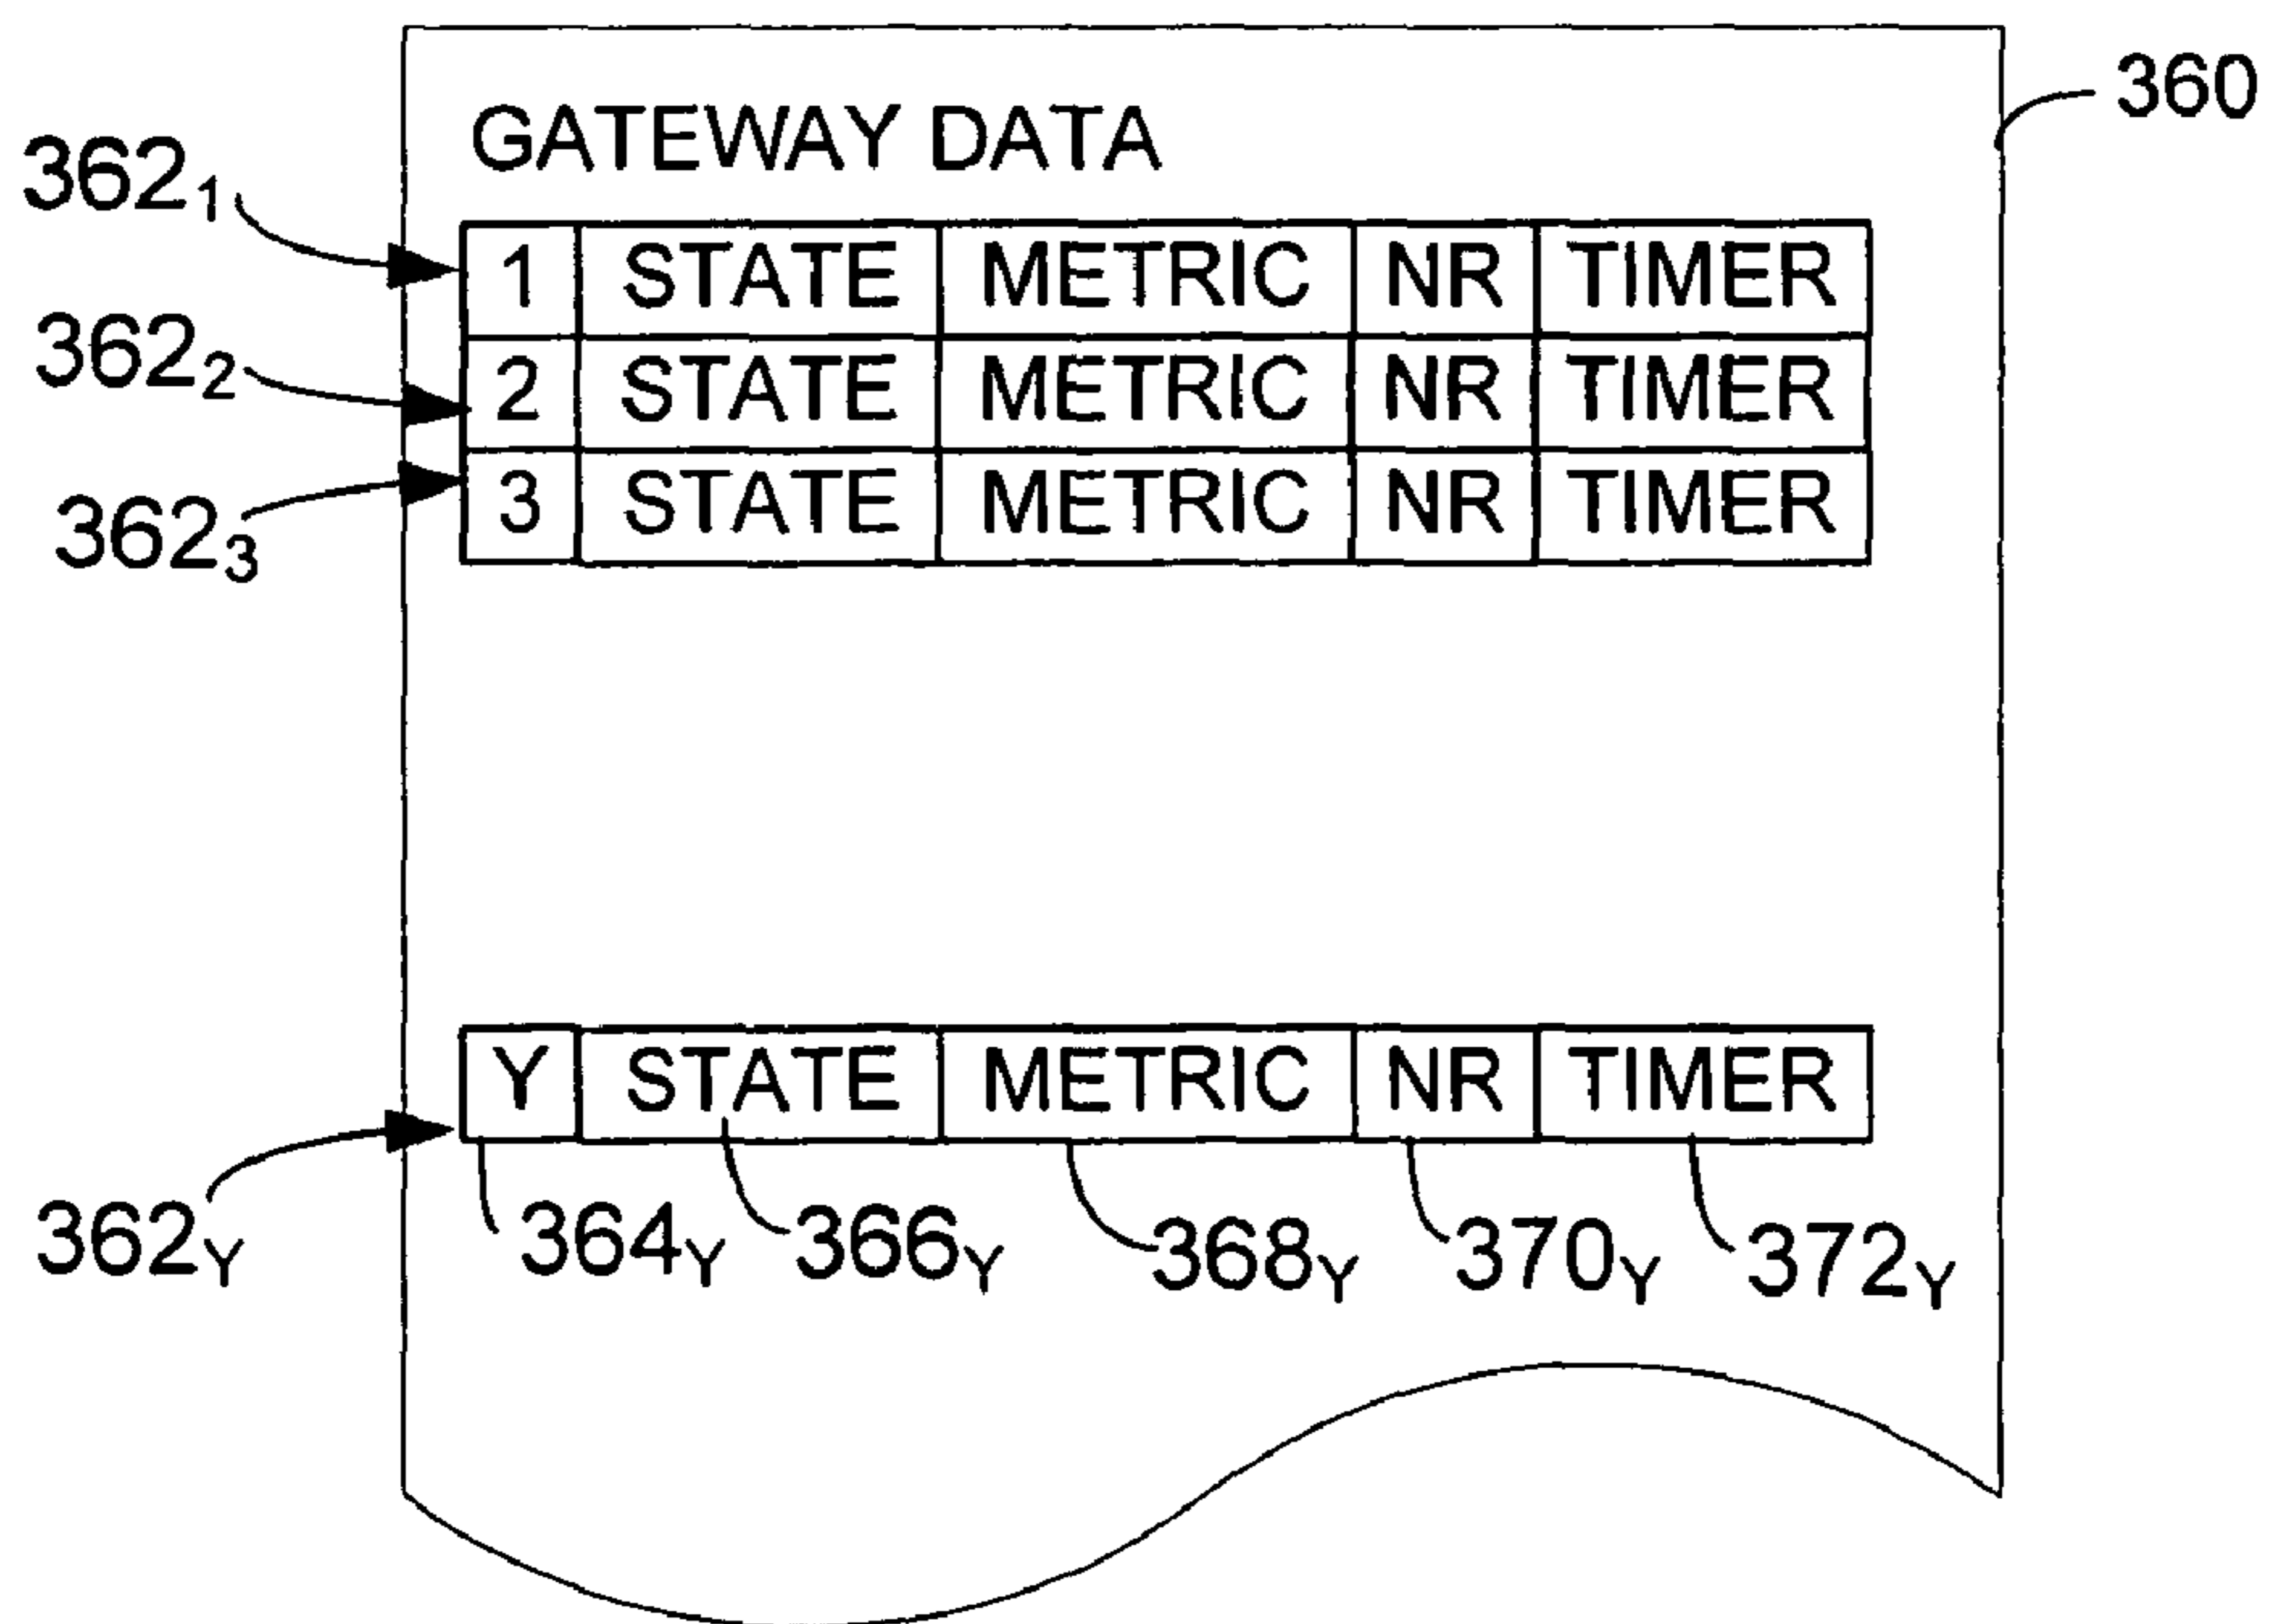 360
GATEWAY DATA
362₁
1 STATE METRIC NR TIMER
362₂
2 STATE METRIC NR TIMER
362₃
3 STATE METRIC NR TIMER
Y STATE METRIC NR TIMER
362Y 364Y 366Y 368Y 370Y 372Y